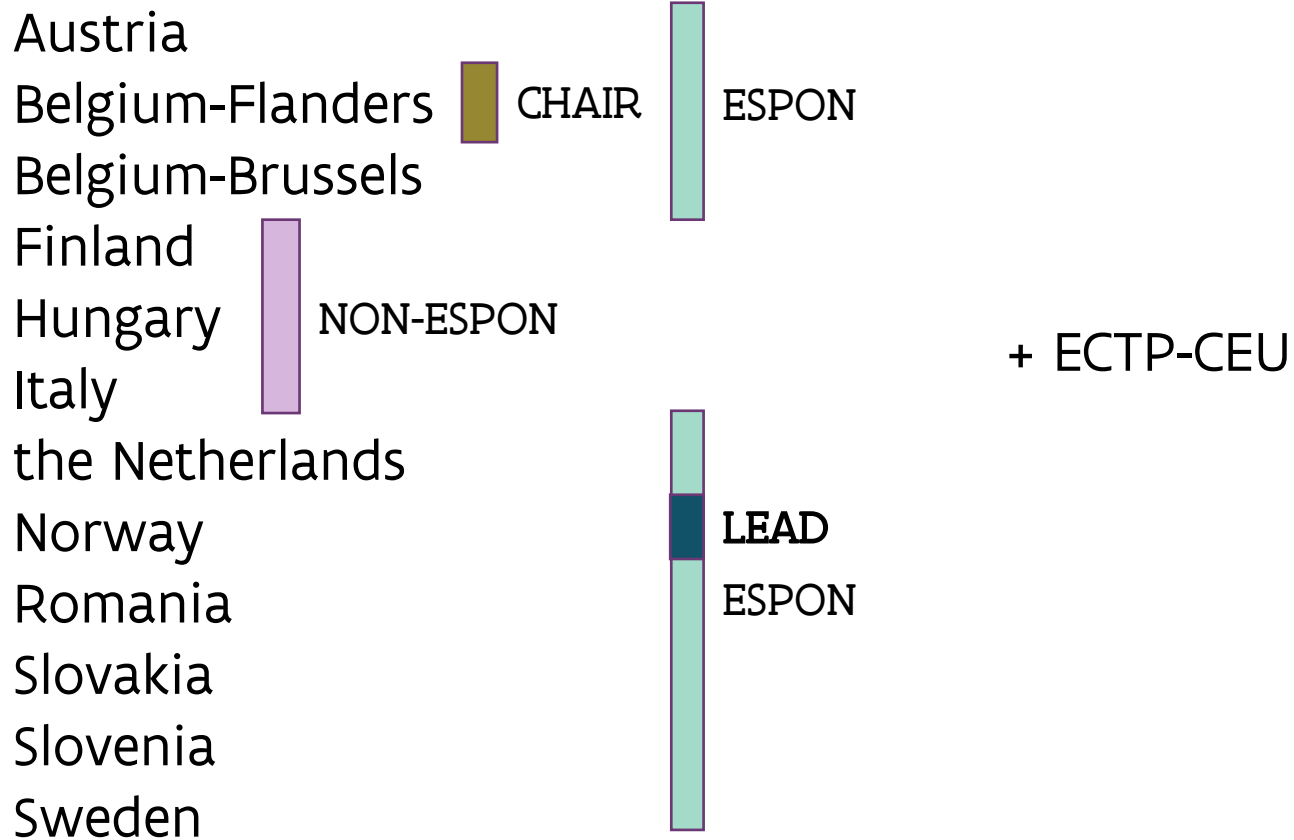 Austria
Belgium-Flanders CHAIR ESPON
Belgium-Brussels
Finland
Hungary NON-ESPON
+ ECTP-CEU
Italy
the Netherlands
Norway LEAD
Romania ESPON
Slovakia
Slovenia
Sweden